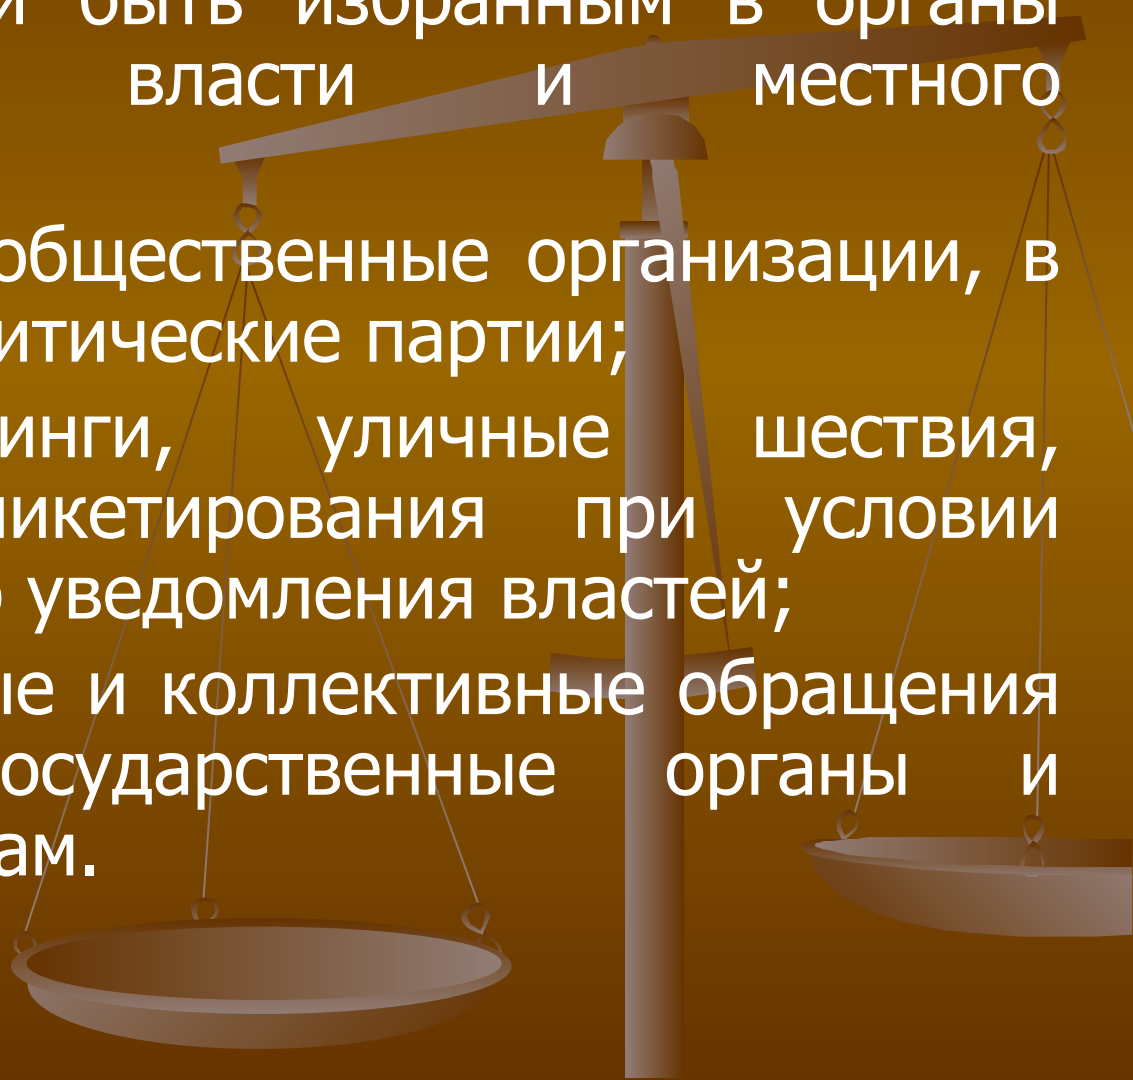 быть избранным в органы
власти и местного
общественные организации, в
итические партии;
инги, уличные шествия,
пикетирования при условии
уведомления властей;
ые и коллективные обращения
осударственные органы и
ам.